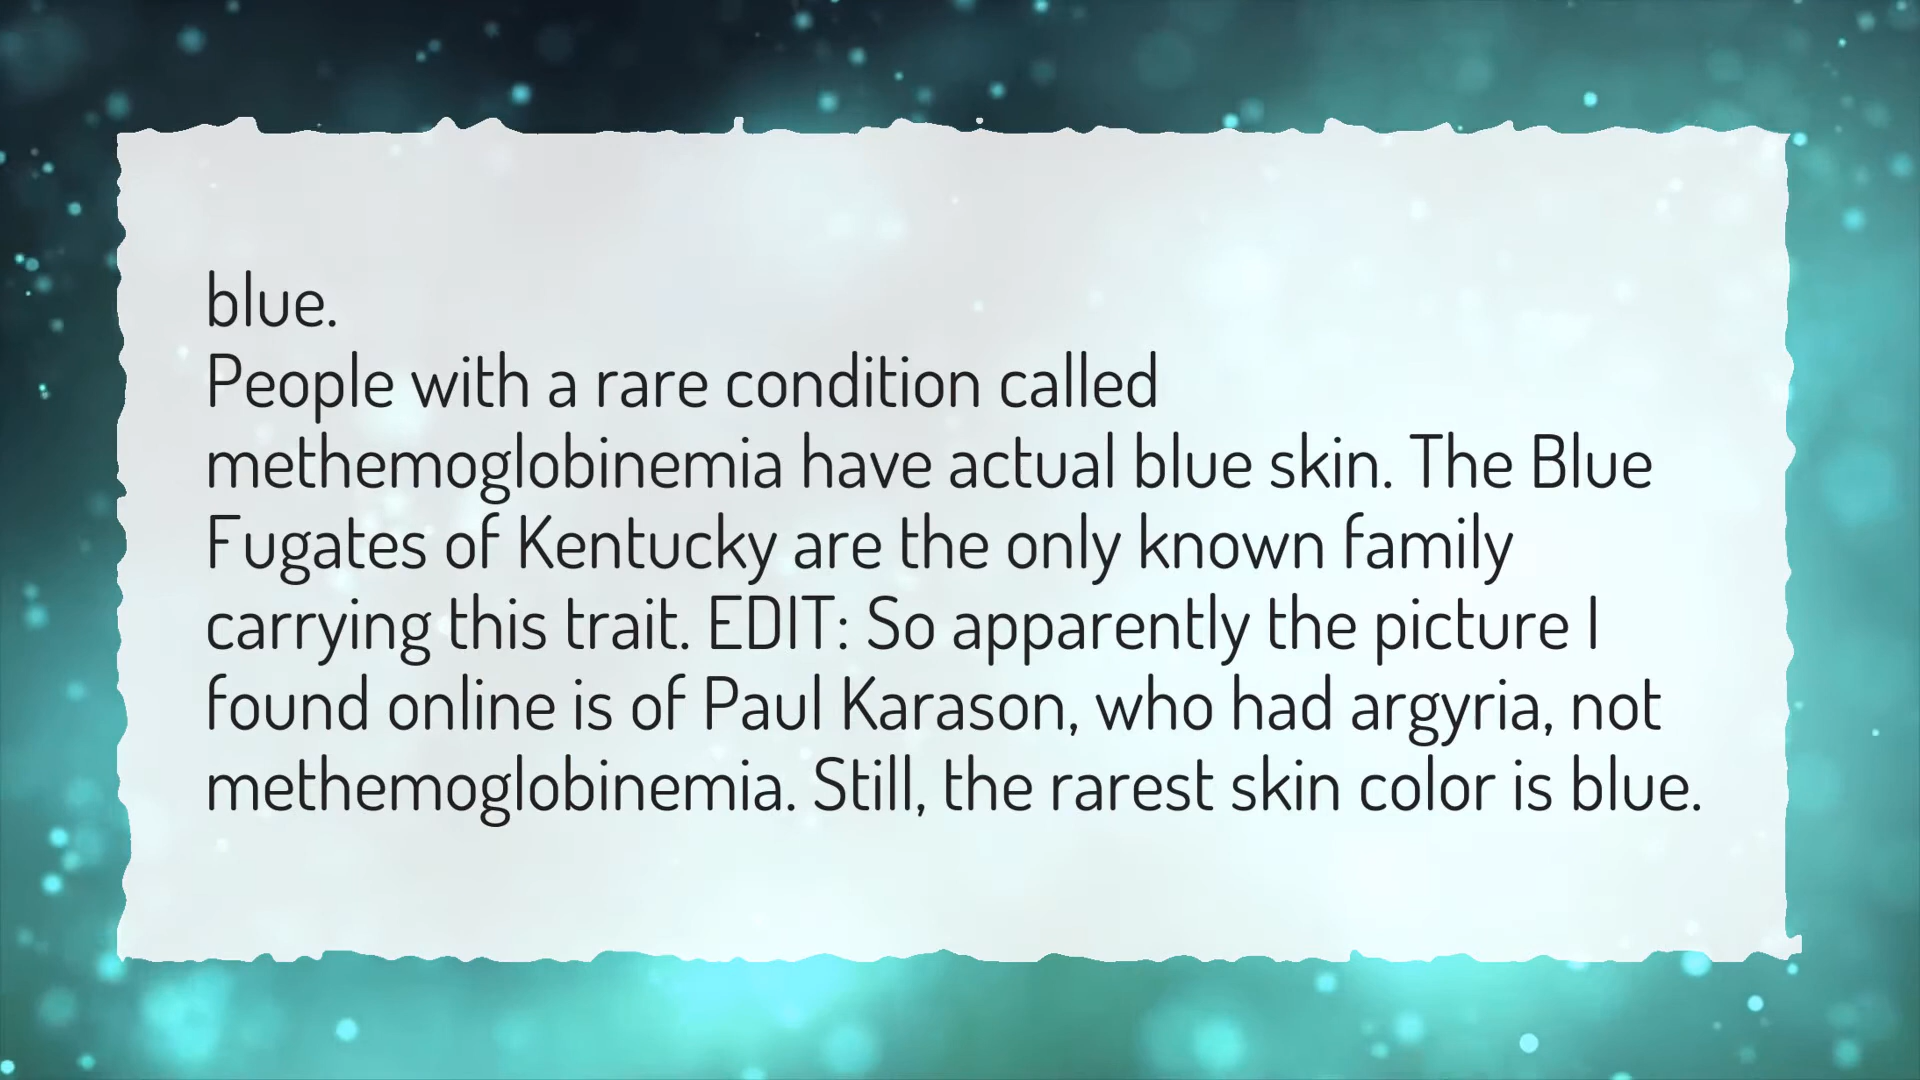 blue.
People with a rare condition called
methemoglobinemia have actual blue skin. The Blue
Fugates of Kentucky are the only known family
carrying this trait. EDIT: So apparently the picture I
found online is of Paul Karason, who had argyria, not
methemoglobinemia. Still, the rarest skin color is blue.